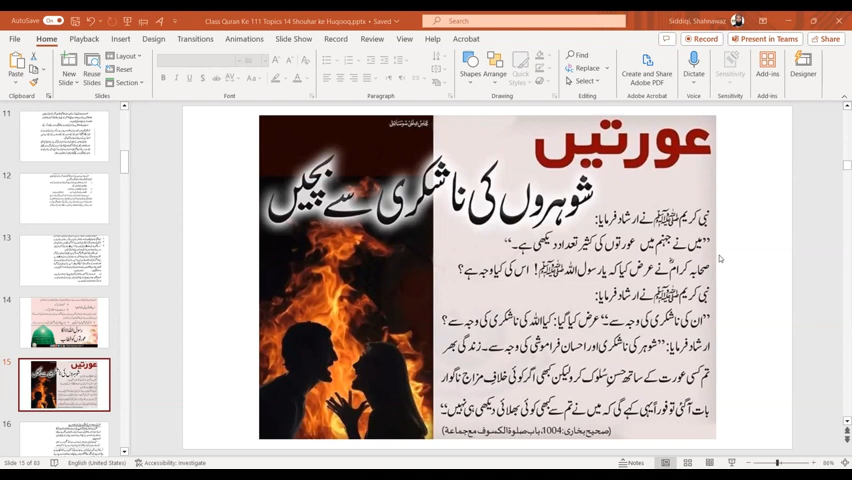 AutoSave On
Class Quran Ke 111 Topics 14 Shouhar ke Huqooq.pptx • Saved
Search
Siddiqi, Shahnawaz
File Home Insert Draw Design Transitions Animations Slide Show Record Review View Help Acrobat
Record Present in Teams Share
Paste New Slide Reuse Slides Layout Reset Section
Shapes Arrange Quick Styles
Find Replace Select
Create and Share Adobe PDF
Dictate Sensitivity Add-ins Designer
Clipboard Slides Font Paragraph Drawing Editing Adobe Acrobat Voice Sensitivity Add-ins
11
12
13
14
15
16
عورتیں
شوہروں کی ناشکری سے بچیں
نبی کریم ﷺ نے ارشاد فرمایا:
”میں نے جہنم میں عورتوں کی کثیر تعداد دیکھی ہے۔“
صحابہ کرامؓ نے عرض کیا کہ یا رسول اللہ ﷺ! اس کی کیا وجہ ہے؟
نبی کریم ﷺ نے ارشاد فرمایا:
”ان کی ناشکری کی وجہ سے“ عرض کیا گیا: کیا اللہ کی ناشکری کی وجہ سے؟
ارشاد فرمایا: ”شوہر کی ناشکری اور احسان فراموشی کی وجہ سے۔ زندگی بھر
تم کسی عورت کے ساتھ حسنِ سلوک کرو لیکن کبھی اگر کوئی خلافِ مزاج ناگوار
بات آگئی تو فوراً یہی کہے گی کہ میں نے تم سے کبھی کوئی بھلائی دیکھی ہی نہیں“
(صحیح بخاری:1004، باب صلوۃ الکسوف مع جماعۃ)
Slide 15 of 83 English (United States) Accessibility: Investigate
Notes
86%